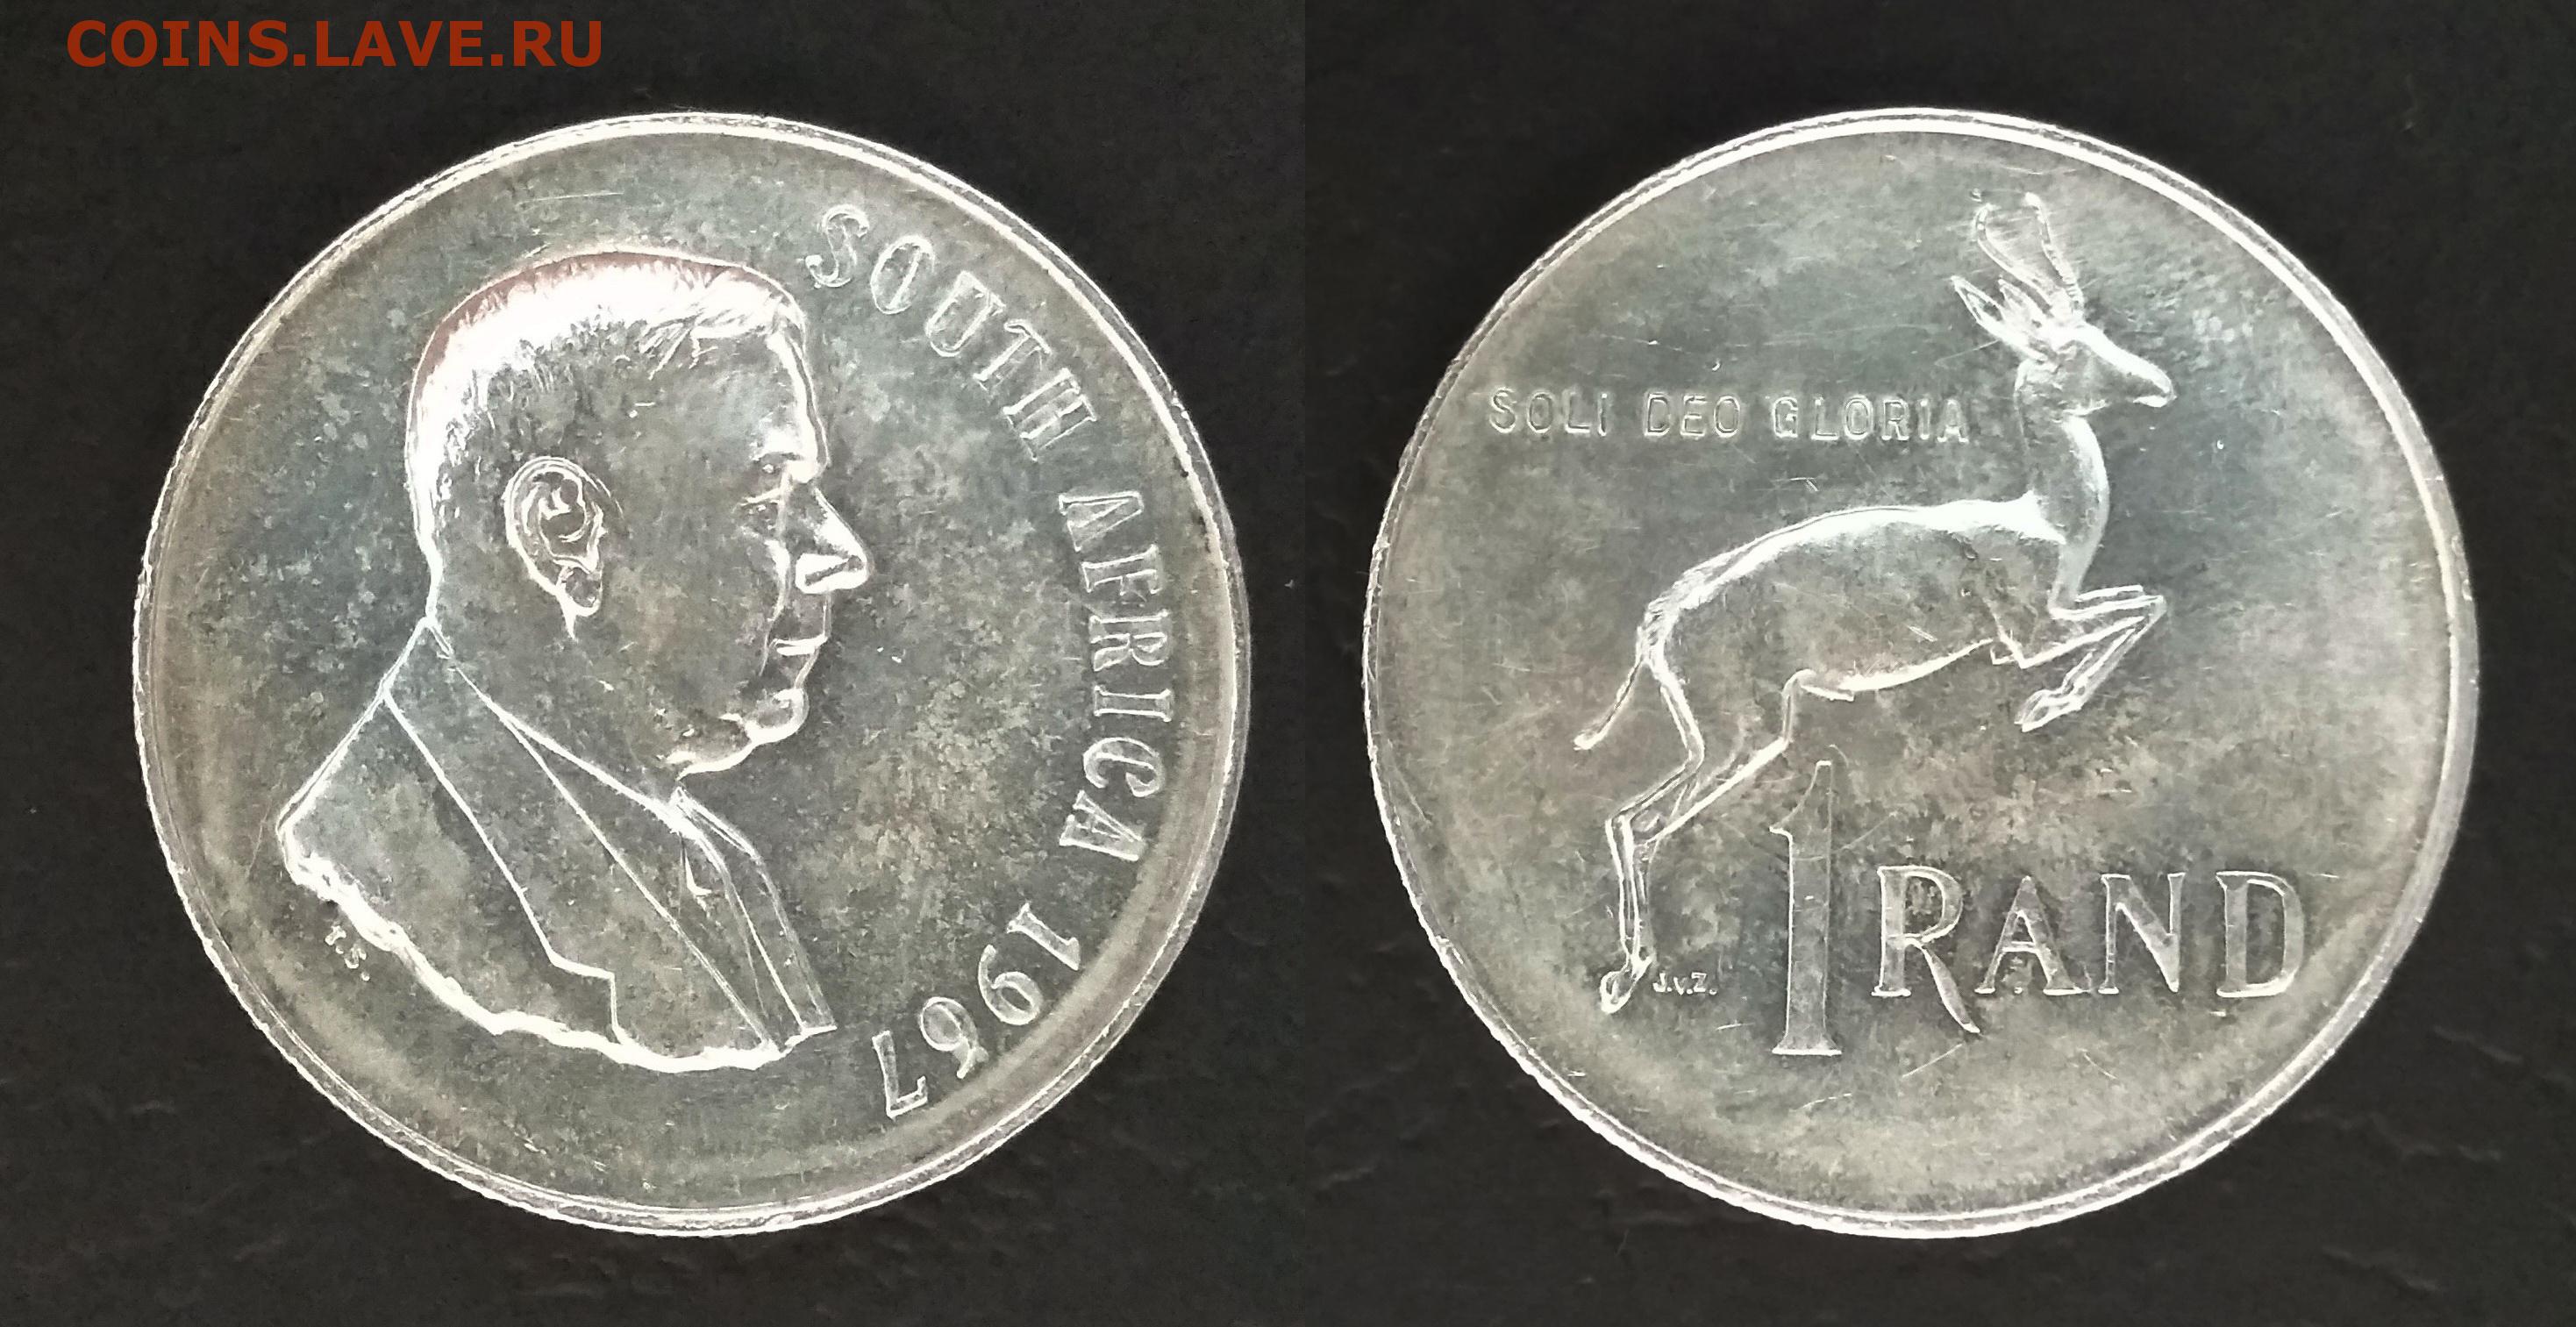 COINS.LAVE.RU
SOUTH AFRICA 1967
T.S.
SOLI DEO GLORIA
J.v.Z.
1 RAND